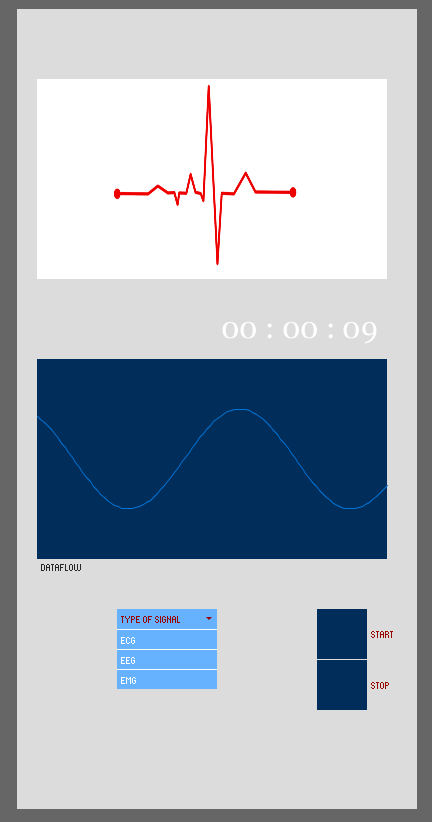 00 : 00 : 09
DATAFLOW
TYPE OF SIGNAL
ECG
EEG
EMG
START
STOP